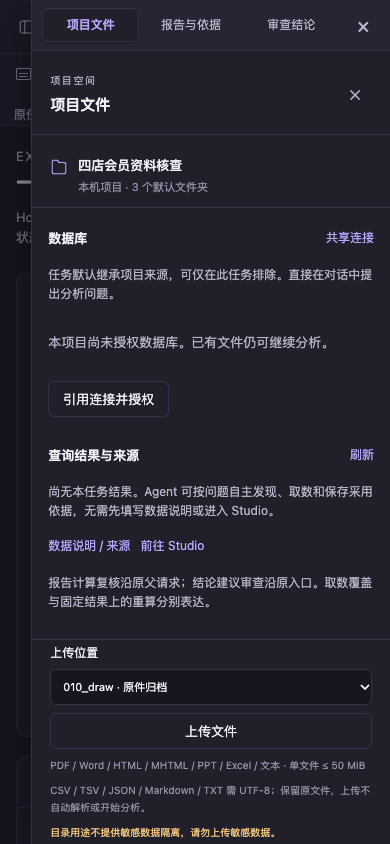 项目文件 报告与依据 审查结论
项目空间
项目文件
四店会员资料核查
本机项目 · 3 个默认文件夹
数据库 共享连接
任务默认继承项目来源，可仅在此任务排除。直接在对话中提
出分析问题。
本项目尚未授权数据库。已有文件仍可继续分析。
引用连接并授权
查询结果与来源 刷新
尚无本任务结果。Agent 可按问题自主发现、取数和保存采用
依据，无需先填写数据说明或进入 Studio。
数据说明 / 来源 前往 Studio
报告计算复核沿原父请求；结论建议审查沿原入口。取数覆盖
与固定结果上的重算分别表达。
上传位置
010_draw · 原件归档
上传文件
PDF / Word / HTML / MHTML / PPT / Excel / 文本 · 单文件 ≤ 50 MiB
CSV / TSV / JSON / Markdown / TXT 需 UTF-8；保留原文件，上传不
自动解析或开始分析。
目录用途不提供敏感数据隔离，请勿上传敏感数据。